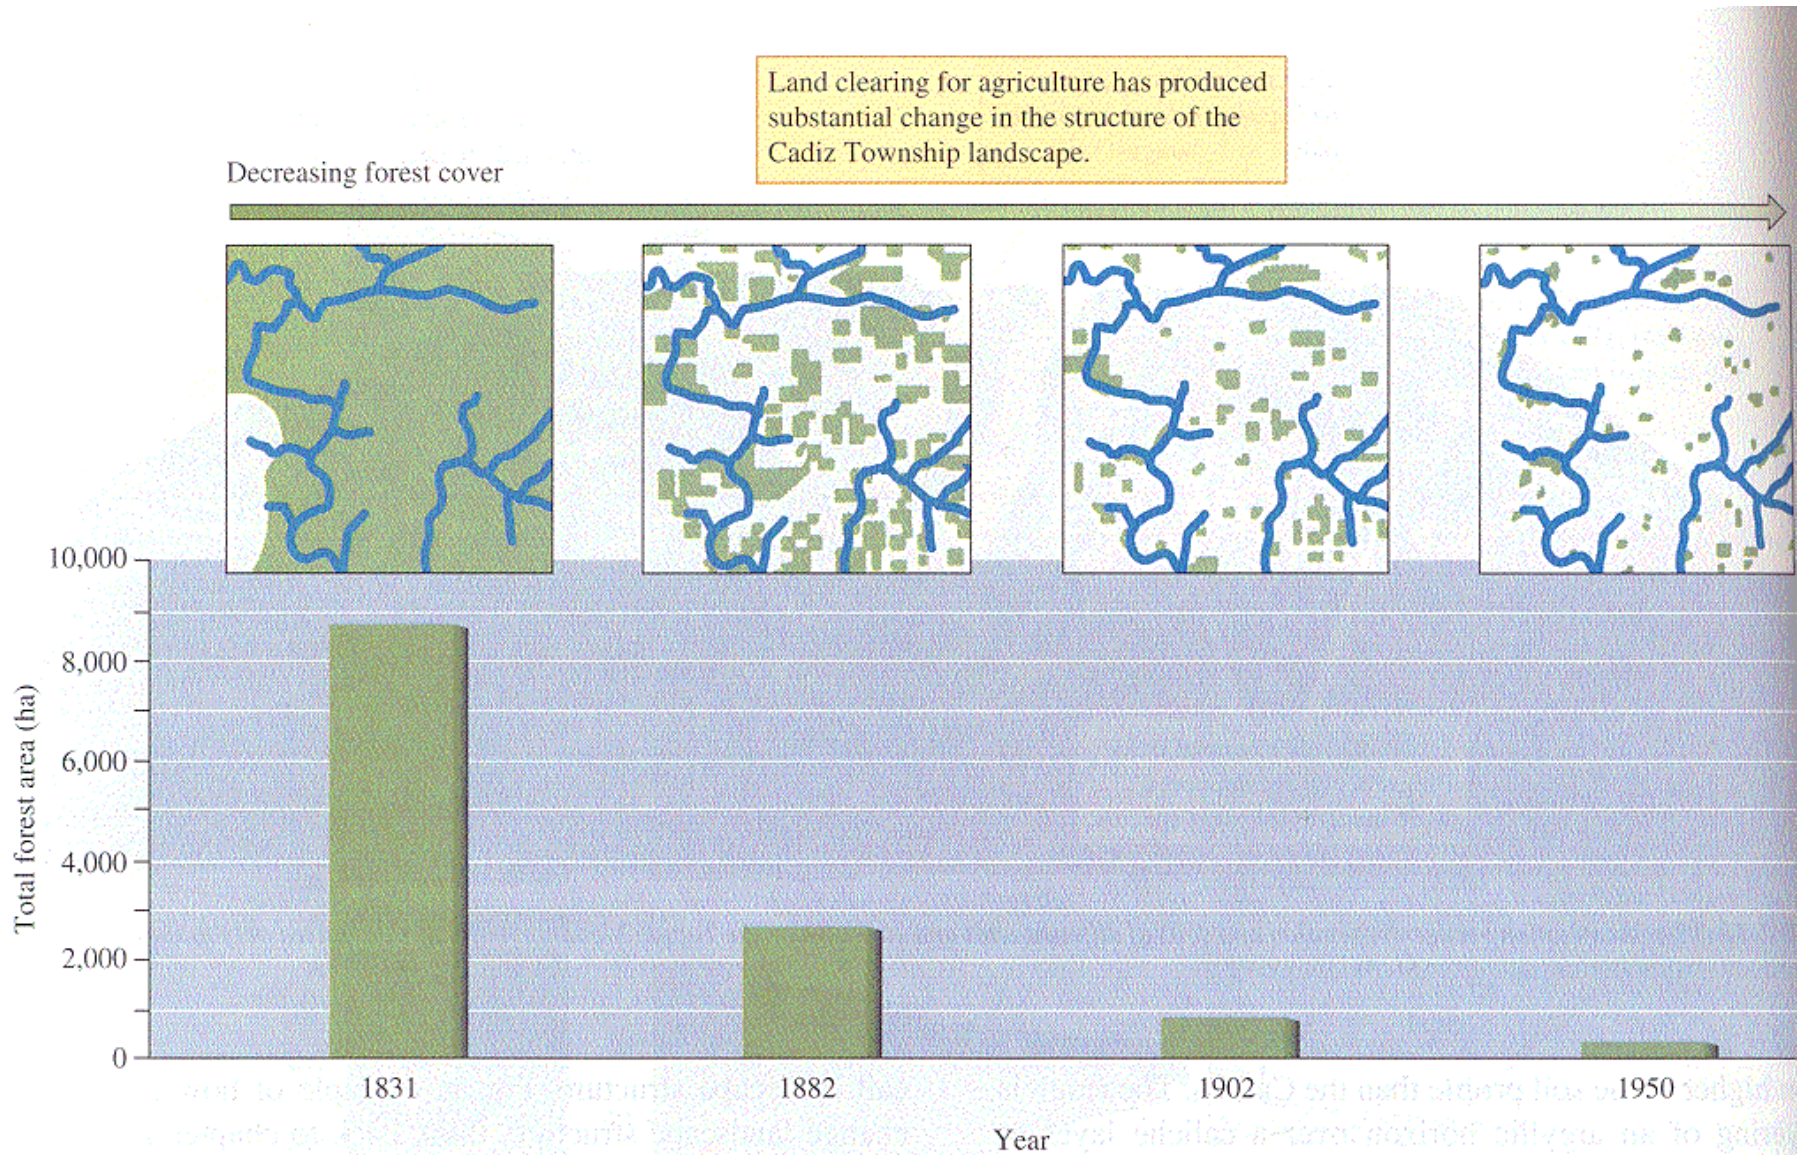 Land clearing for agriculture has produced
substantial change in the structure of the
Cadiz Township landscape.
Decreasing forest cover
10,000
8,000
6,000
4,000
2,000
0
Total forest area (ha)
1831
1882
1902
1950
Year